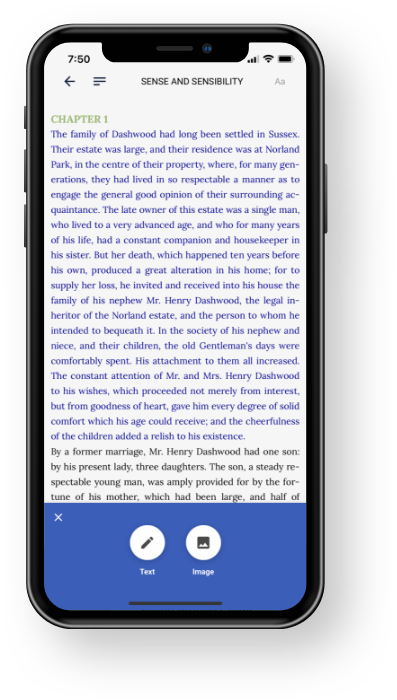 7:50
SENSE AND SENSIBILITY
Aa
CHAPTER 1
The family of Dashwood had long been settled in Sussex.
Their estate was large, and their residence was at Norland
Park, in the centre of their property, where, for many gen-
erations, they had lived in so respectable a manner as to
engage the general good opinion of their surrounding ac-
quaintance. The late owner of this estate was a single man,
who lived to a very advanced age, and who for many years
of his life, had a constant companion and housekeeper in
his sister. But her death, which happened ten years before
his own, produced a great alteration in his home; for to
supply her loss, he invited and received into his house the
family of his nephew Mr. Henry Dashwood, the legal in-
heritor of the Norland estate, and the person to whom he
intended to bequeath it. In the society of his nephew and
niece, and their children, the old Gentleman's days were
comfortably spent. His attachment to them all increased.
The constant attention of Mr. and Mrs. Henry Dashwood
to his wishes, which proceeded not merely from interest,
but from goodness of heart, gave him every degree of solid
comfort which his age could receive; and the cheerfulness
of the children added a relish to his existence.
By a former marriage, Mr. Henry Dashwood had one son:
by his present lady, three daughters. The son, a steady re-
spectable young man, was amply provided for by the for-
tune of his mother, which had been large, and half of
Text
Image